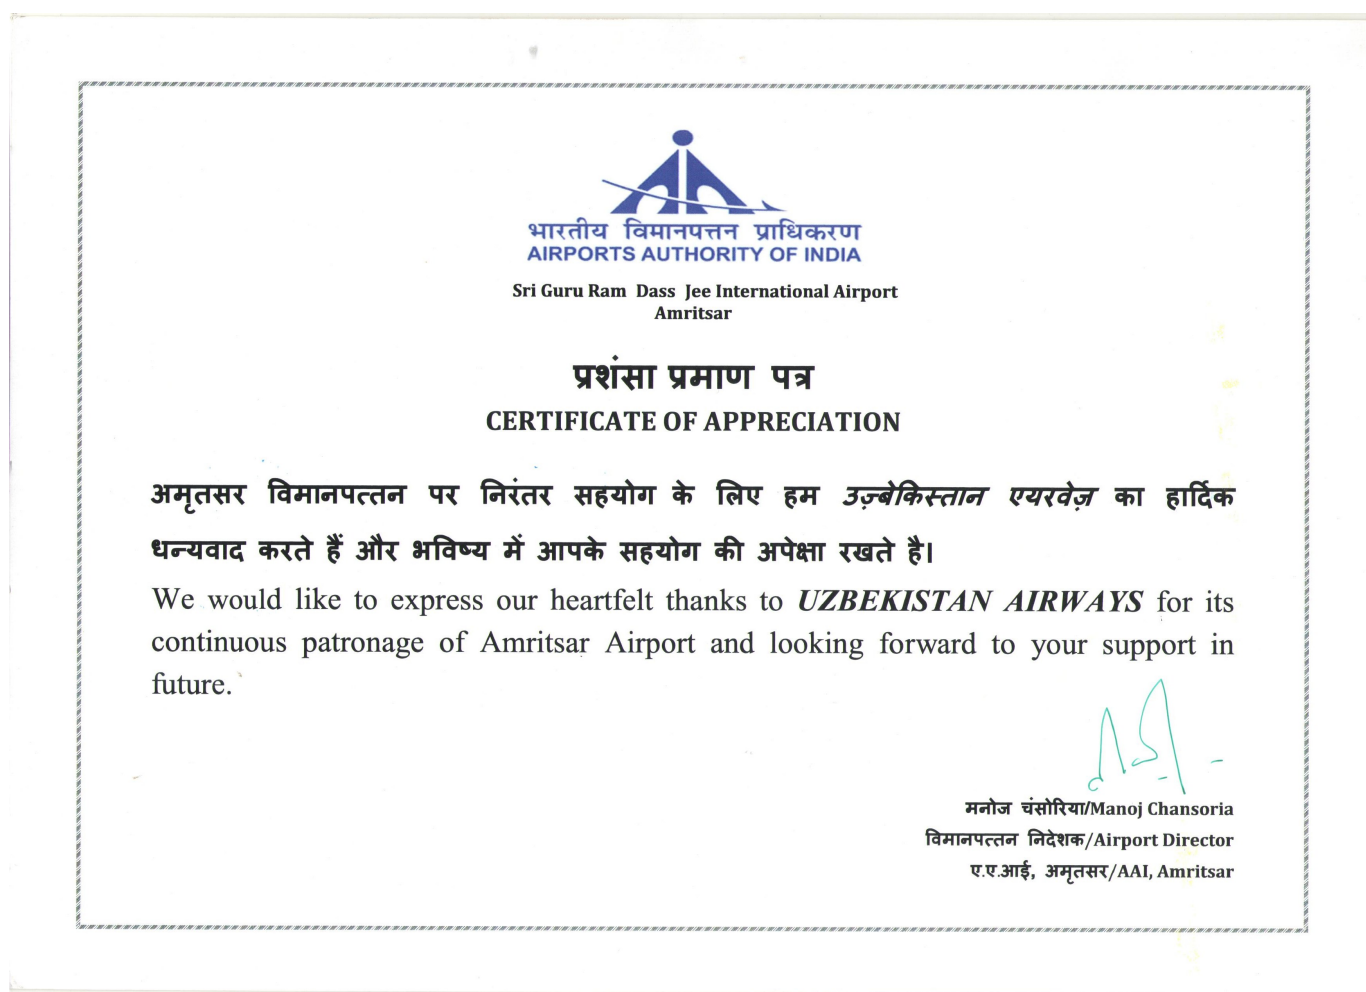 भारतीय विमानपत्तन प्राधिकरण
AIRPORTS AUTHORITY OF INDIA
Sri Guru Ram Dass Jee International Airport
Amritsar
प्रशंसा प्रमाण पत्र
CERTIFICATE OF APPRECIATION
अमृतसर विमानपत्तन पर निरंतर सहयोग के लिए हम उज़्बेकिस्तान एयरवेज़ का हार्दिक
धन्यवाद करते हैं और भविष्य में आपके सहयोग की अपेक्षा रखते है।
We would like to express our heartfelt thanks to UZBEKISTAN AIRWAYS for its
continuous patronage of Amritsar Airport and looking forward to your support in
future.
मनोज चंसोरिया/Manoj Chansoria
विमानपत्तन निदेशक/Airport Director
ए.ए.आई, अमृतसर/AAI, Amritsar